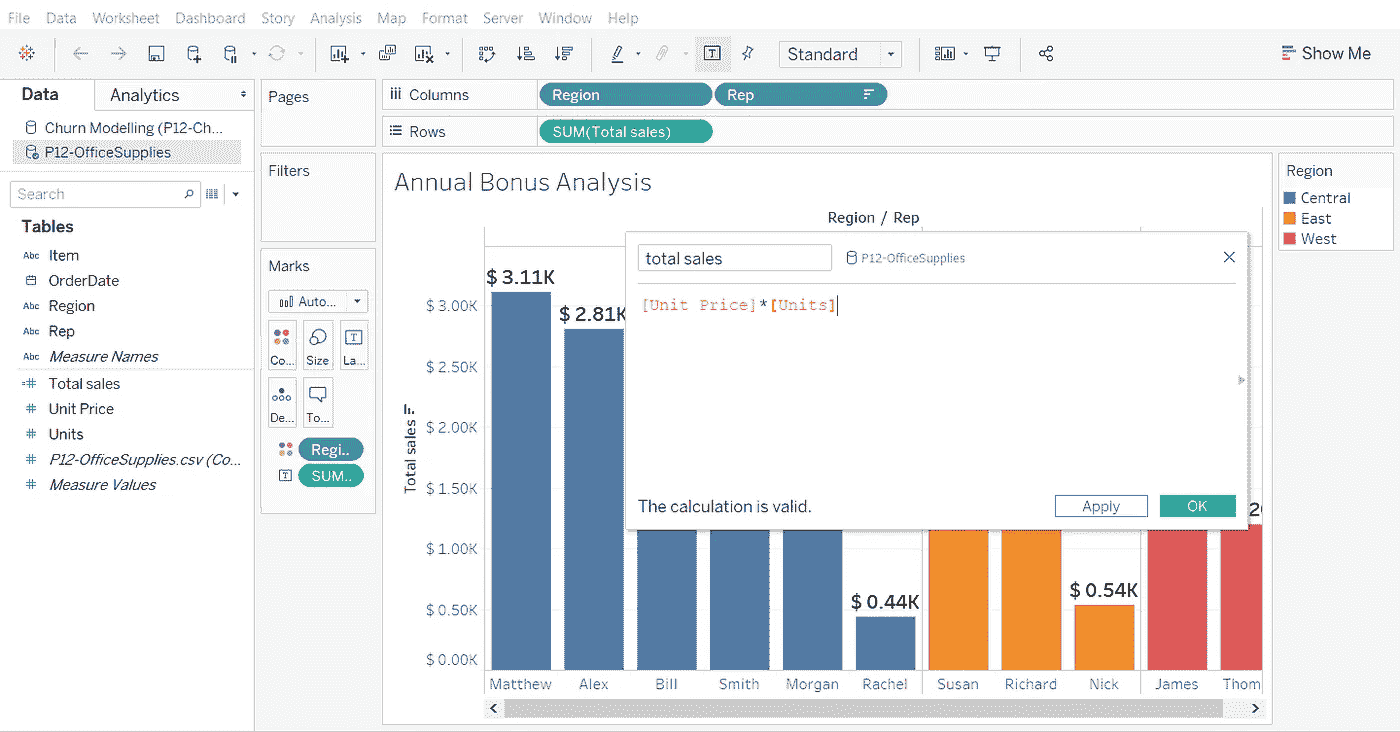 File Data Worksheet Dashboard Story Analysis Map Format Server Window Help
Standard
Show Me
Data
Analytics
Churn Modelling (P12-Ch...
P12-OfficeSupplies
Search
Tables
Abc Item
OrderDate
Abc Region
Abc Rep
Abc Measure Names
=# Total sales
# Unit Price
# Units
# P12-OfficeSupplies.csv (Co...
# Measure Values
Pages
Filters
Marks
Auto...
Co...
Size
La...
De...
To...
Regi..
SUM..
Columns
Region
Rep
Rows
SUM(Total sales)
Annual Bonus Analysis
Region / Rep
Total sales
$ 3.00K
$ 2.50K
$ 2.00K
$ 1.50K
$ 1.00K
$ 0.50K
$ 0.00K
$ 3.11K
$ 2.81K
$ 0.44K
$ 0.54K
total sales
P12-OfficeSupplies
[Unit Price]*[Units]
The calculation is valid.
Apply
OK
Matthew Alex Bill Smith Morgan Rachel Susan Richard Nick James Thom
Region
Central
East
West